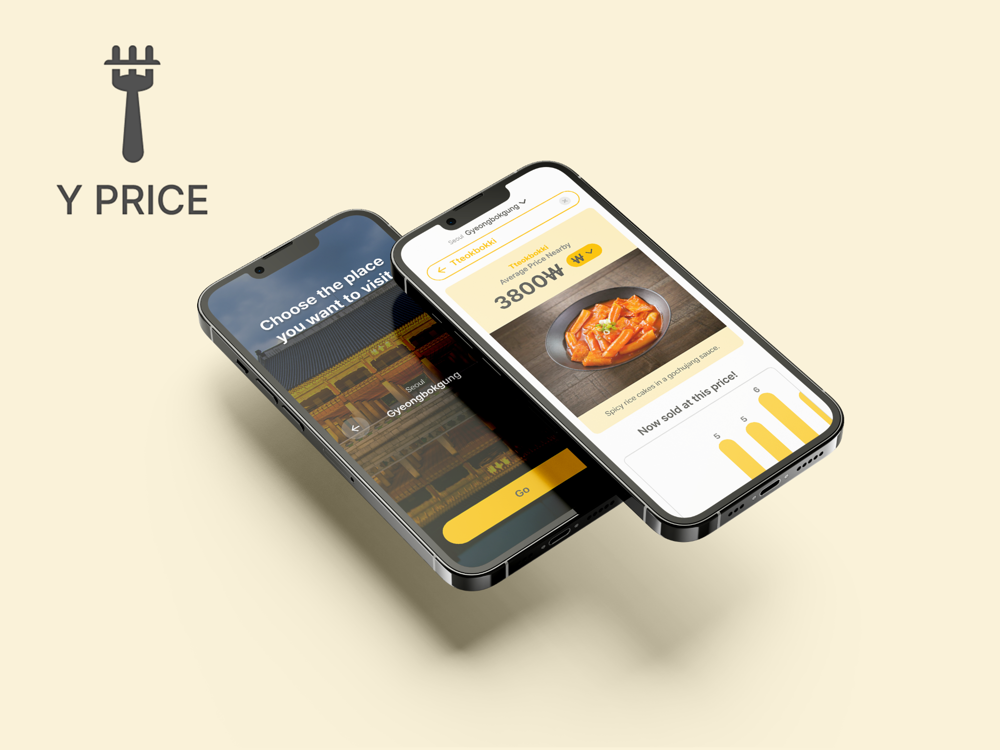 Y PRICE
Choose the place
you want to visit
Seoul
Gyeongbokgung
Go
Seoul Gyeongbokgung
Tteokbokki
Tteokbokki
Average Price Nearby
3800₩ ₩
Spicy rice cakes in a gochujang sauce.
Now sold at this price!
5 5 6